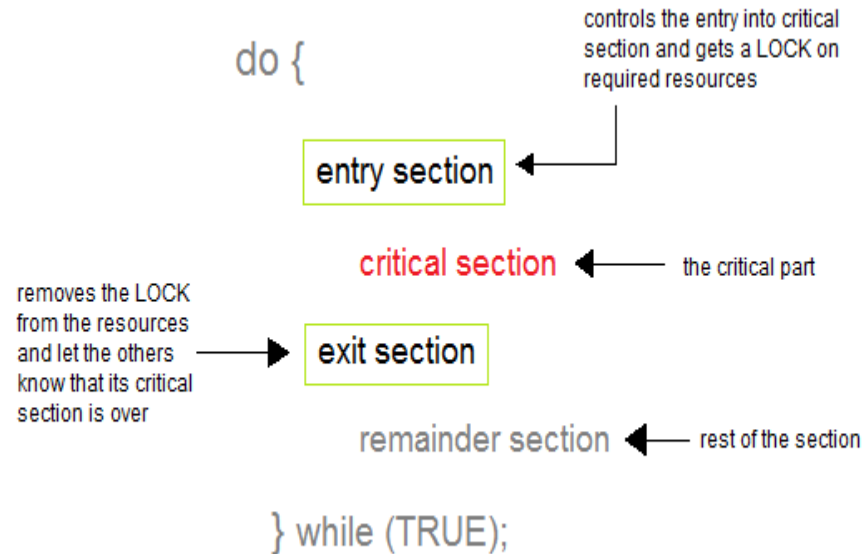 controls the entry into critical
section and gets a LOCK on
required resources
do {
entry section
critical section
the critical part
removes the LOCK
from the resources
and let the others
know that its critical
section is over
exit section
remainder section
rest of the section
} while (TRUE);